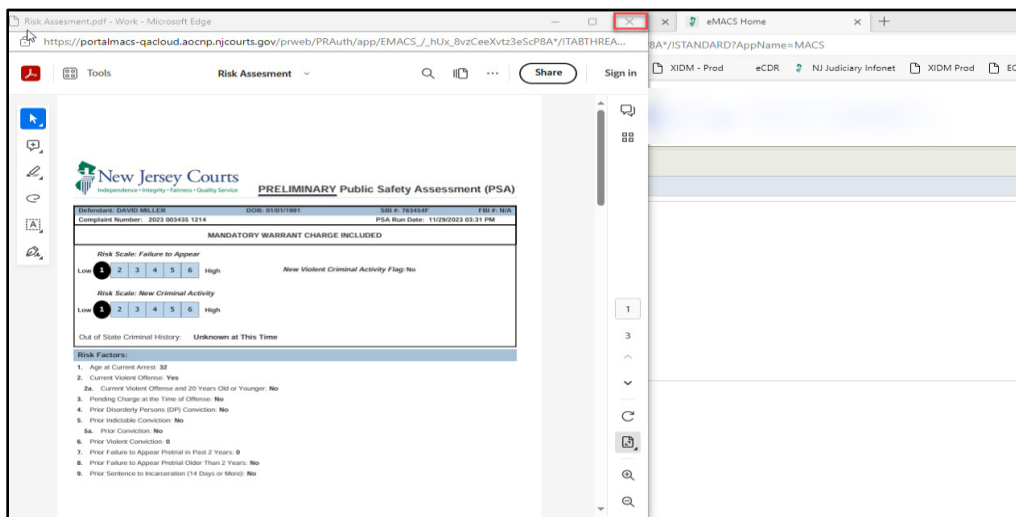 Risk Assesment.pdf - Work - Microsoft Edge
eMACS Home
https://portalmacs-qacloud.aocnp.njcourts.gov/prweb/PRAuth/app/EMACS_/_hUx_8vzCeeXvtz3eScP8A*/!TABTHREA...
8A*/!STANDARD?AppName=MACS
Tools
Risk Assesment
Share
Sign in
XIDM - Prod
eCDR
NJ Judiciary Infonet
XIDM Prod
New Jersey Courts
Independence • Integrity • Fairness • Quality Service
PRELIMINARY Public Safety Assessment (PSA)
Defendant: DAVID MILLER DOB: 01/01/1991 SBI #: 763454F FBI #: N/A
Complaint Number: 2023 003435 1214 PSA Run Date: 11/29/2023 03:31 PM
MANDATORY WARRANT CHARGE INCLUDED
Risk Scale: Failure to Appear
Low 1 2 3 4 5 6 High New Violent Criminal Activity Flag: No
Risk Scale: New Criminal Activity
Low 1 2 3 4 5 6 High
Out of State Criminal History: Unknown at This Time
Risk Factors:
1. Age at Current Arrest: 32
2. Current Violent Offense: Yes
2a. Current Violent Offense and 20 Years Old or Younger: No
3. Pending Charge at the Time of Offense: No
4. Prior Disorderly Persons (DP) Conviction: No
5. Prior Indictable Conviction: No
5a. Prior Conviction: No
6. Prior Violent Conviction: 0
7. Prior Failure to Appear Pretrial in Past 2 Years: 0
8. Prior Failure to Appear Pretrial Older Than 2 Years: No
9. Prior Sentence to Incarceration (14 Days or More): No
1
3